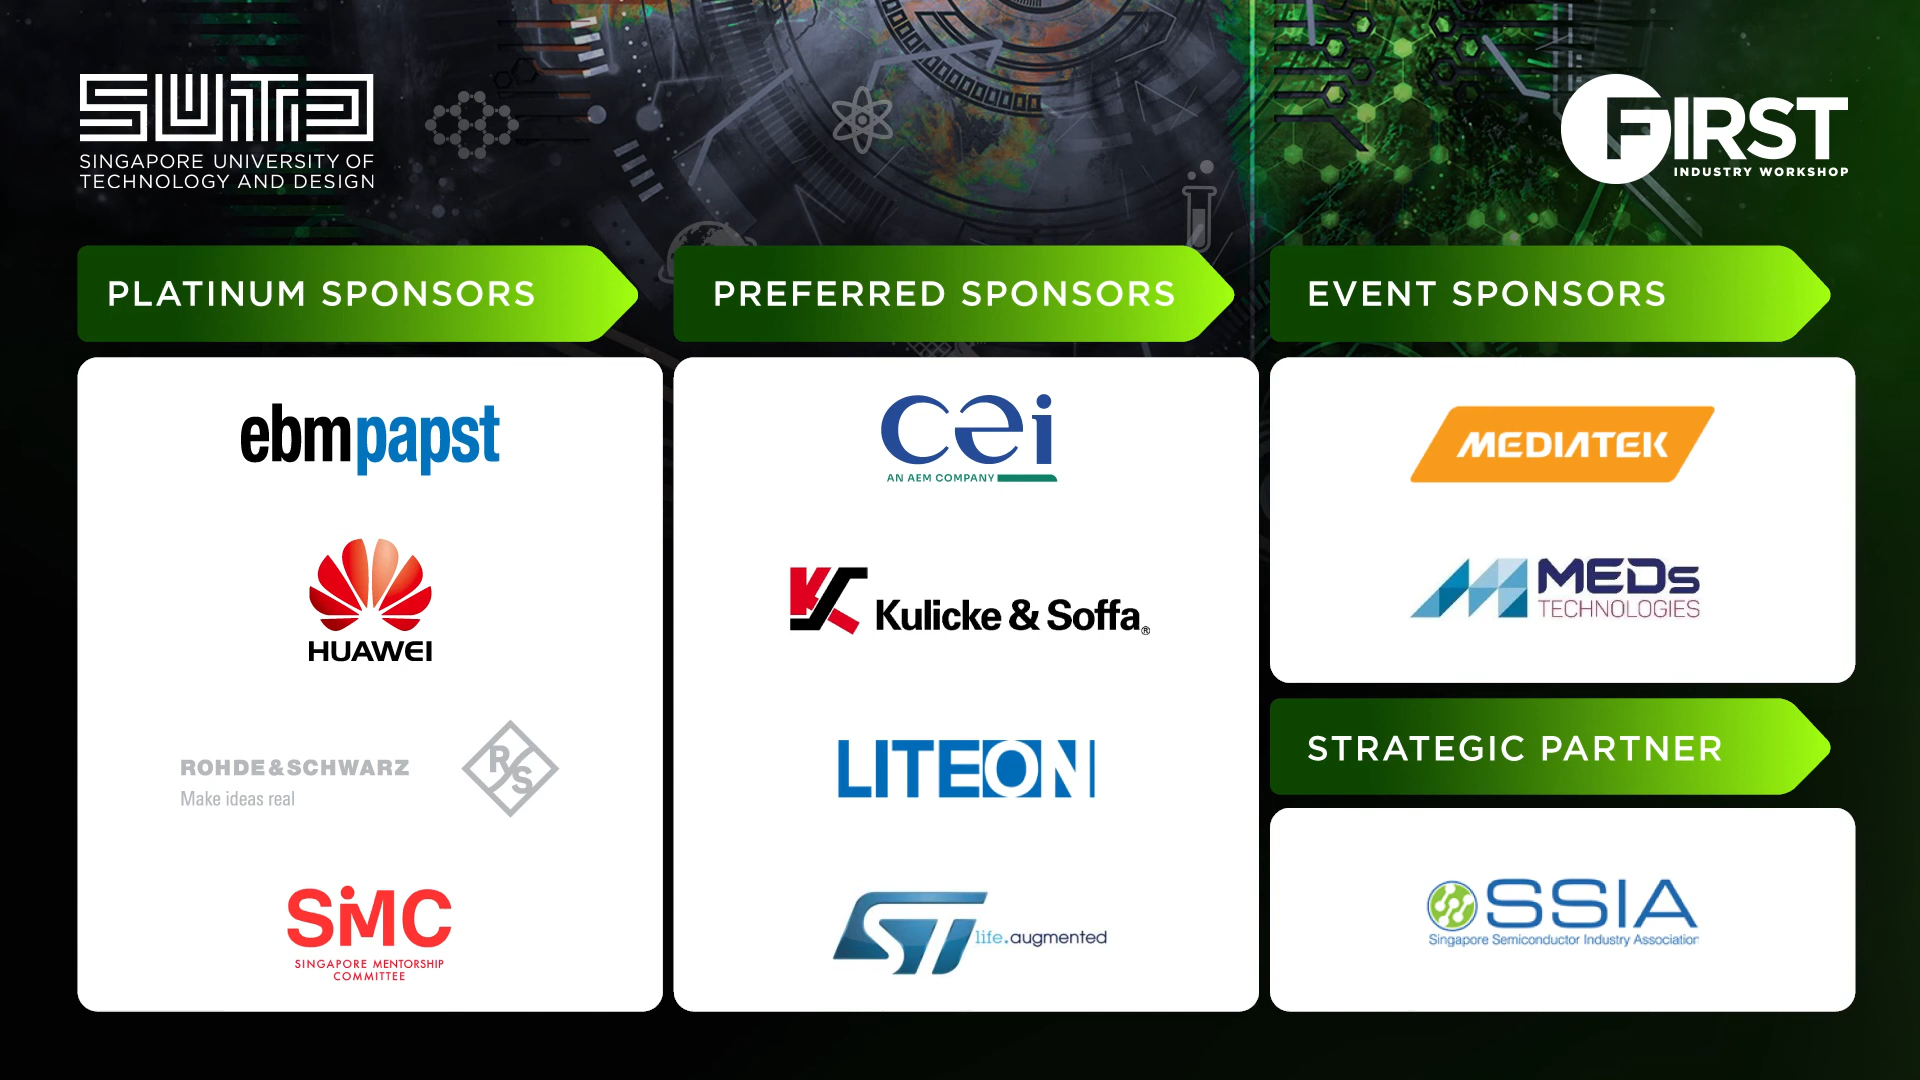 SUTD
SINGAPORE UNIVERSITY OF
TECHNOLOGY AND DESIGN
FIRST
INDUSTRY WORKSHOP
PLATINUM SPONSORS
ebmpapst
HUAWEI
ROHDE&SCHWARZ
Make ideas real
R
S
SiMC
SINGAPORE MENTORSHIP
COMMITTEE
PREFERRED SPONSORS
cei
AN AEM COMPANY
Kulicke & Soffa®
LITEON
ST life.augmented
EVENT SPONSORS
MEDIATEK
MEDs
TECHNOLOGIES
STRATEGIC PARTNER
SSIA
Singapore Semiconductor Industry Association